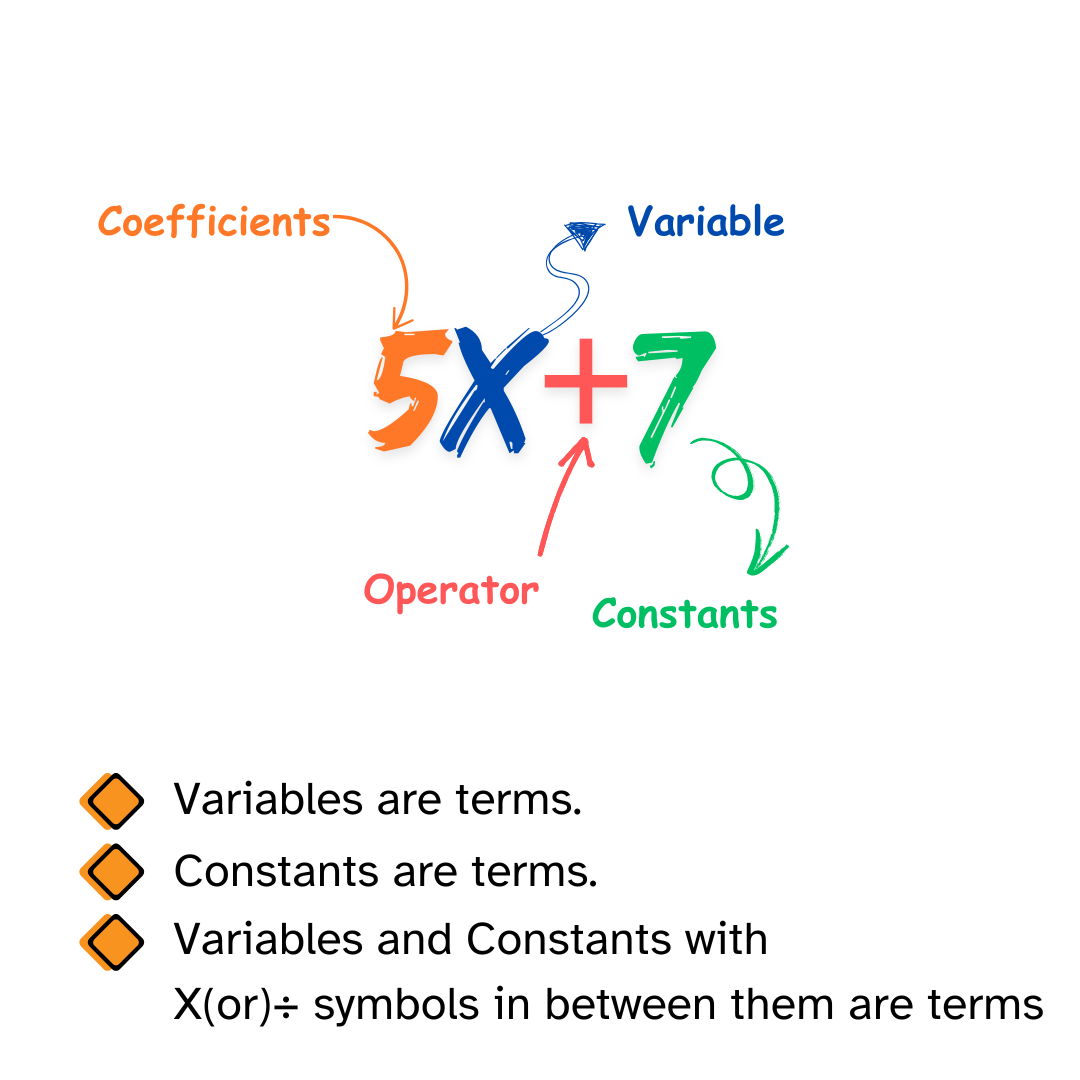 Coefficients
Variable
5X+7
Operator
Constants
Variables are terms.
Constants are terms.
Variables and Constants with
X(or)÷ symbols in between them are terms